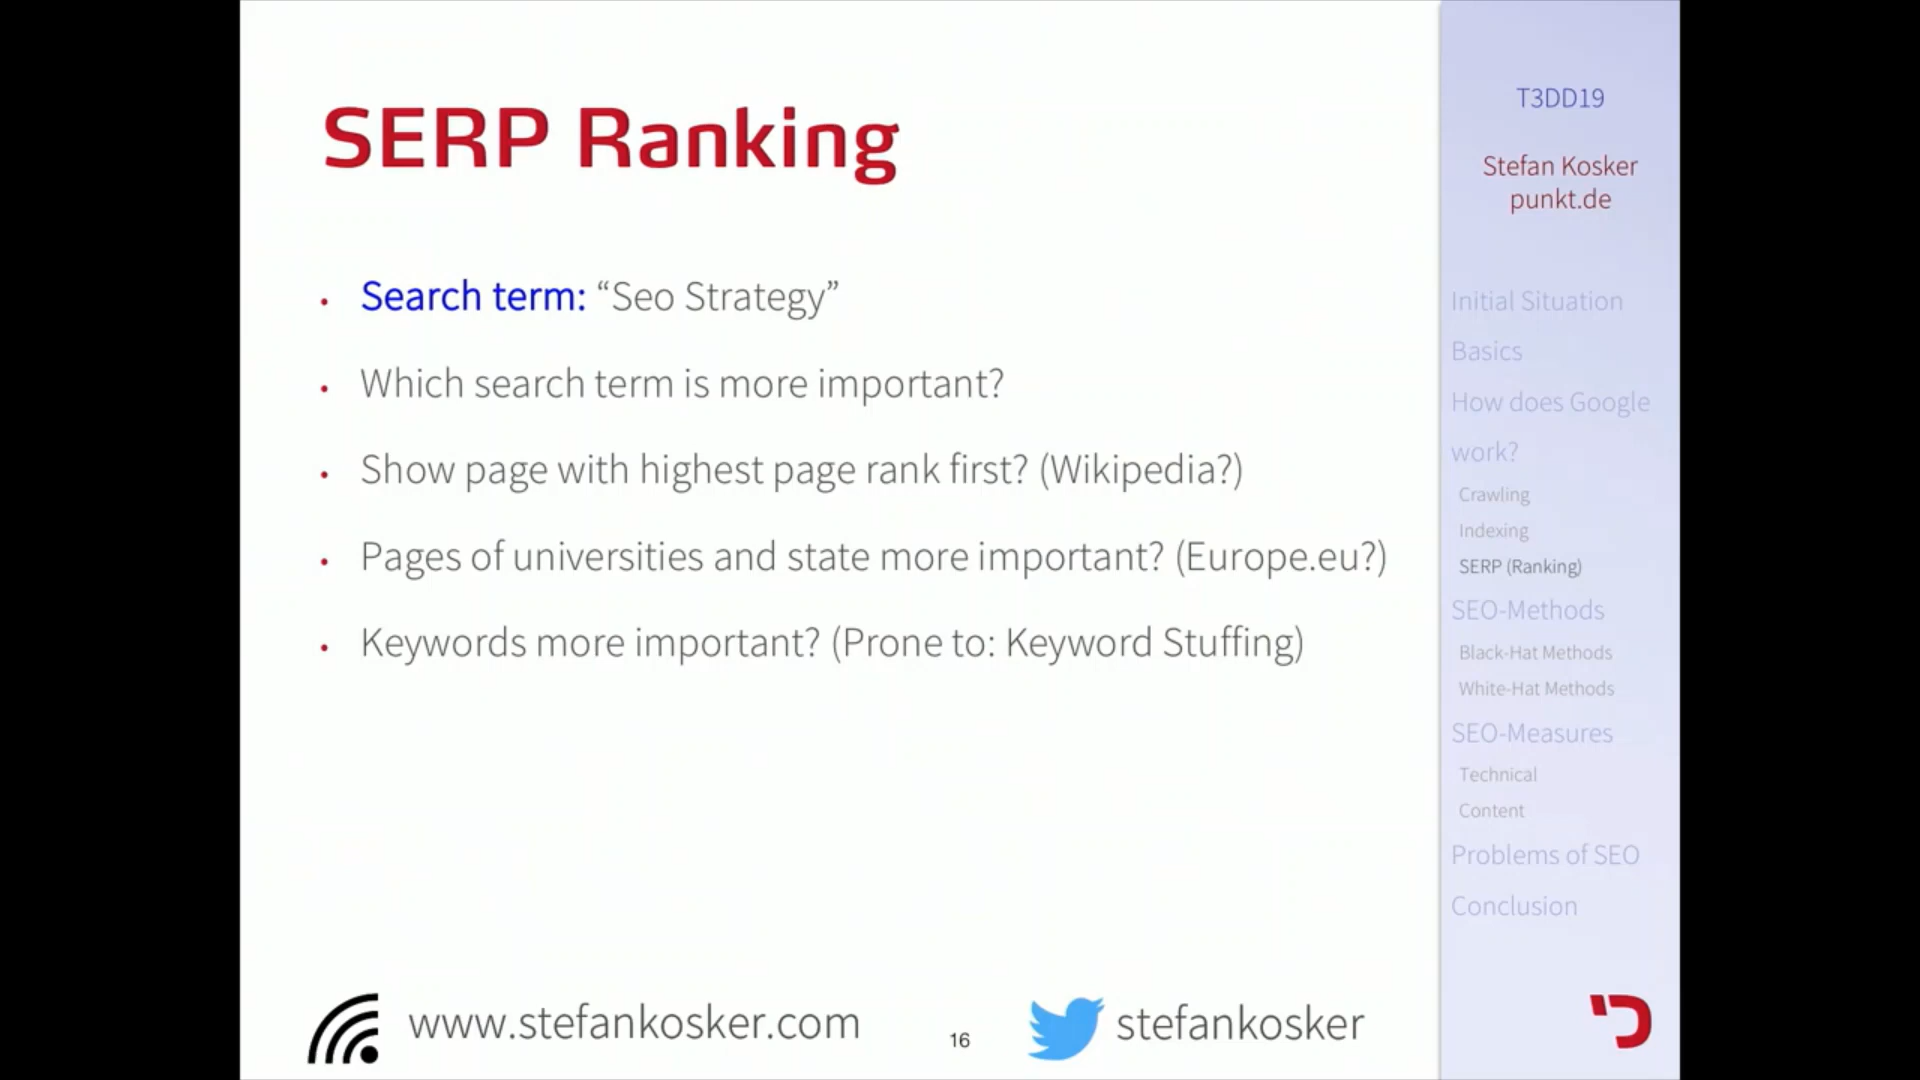 SERP Ranking
• Search term: “Seo Strategy”
• Which search term is more important?
• Show page with highest page rank first? (Wikipedia?)
• Pages of universities and state more important? (Europe.eu?)
• Keywords more important? (Prone to: Keyword Stuffing)
www.stefankosker.com
16
stefankosker
T3DD19
Stefan Kosker
punkt.de
Initial Situation
Basics
How does Google
work?
Crawling
Indexing
SERP (Ranking)
SEO-Methods
Black-Hat Methods
White-Hat Methods
SEO-Measures
Technical
Content
Problems of SEO
Conclusion